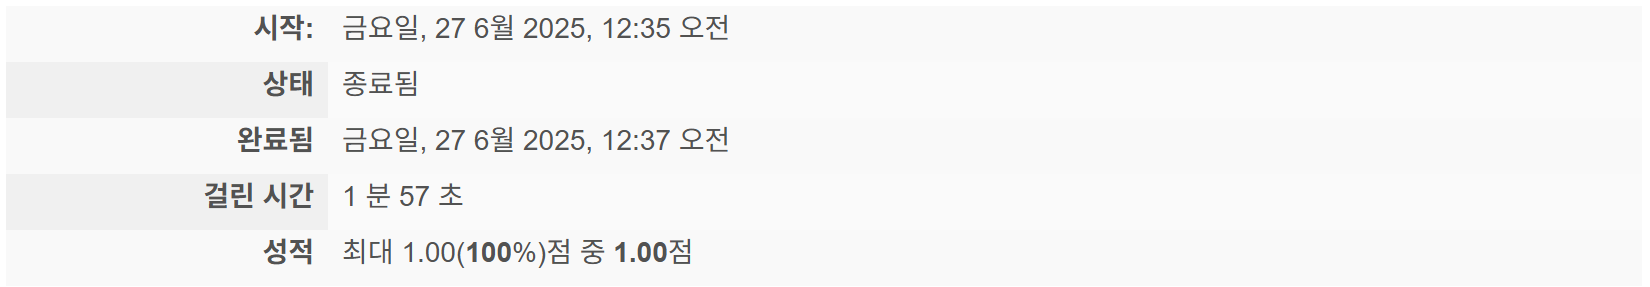 시작: 금요일, 27 6월 2025, 12:35 오전
상태 종료됨
완료됨 금요일, 27 6월 2025, 12:37 오전
걸린 시간 1 분 57 초
성적 최대 1.00(100%)점 중 1.00점